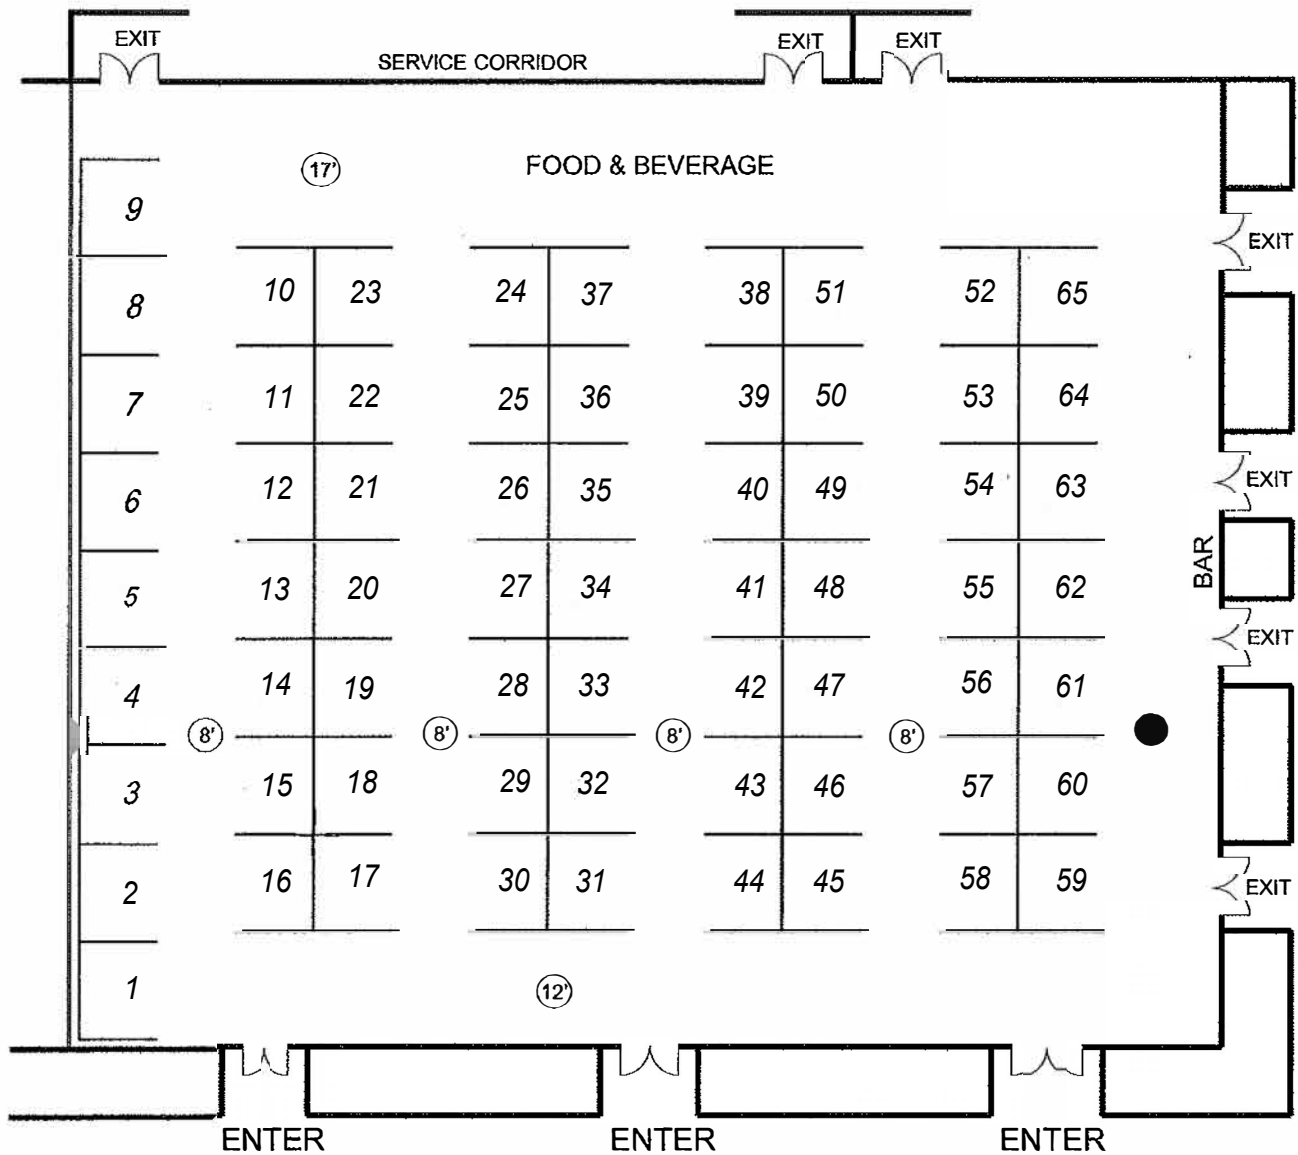 EXIT EXIT EXIT
SERVICE CORRIDOR
17' FOOD & BEVERAGE
9
EXIT
8 10 23 24 37 38 51 52 65
7 11 22 25 36 39 50 53 64
6 12 21 26 35 40 49 54 63
EXIT
BAR
5 13 20 27 34 41 48 55 62
EXIT
4 14 19 28 33 42 47 56 61
8' 8' 8' 8'
3 15 18 29 32 43 46 57 60
2 16 17 30 31 44 45 58 59
EXIT
1 12'
ENTER ENTER ENTER